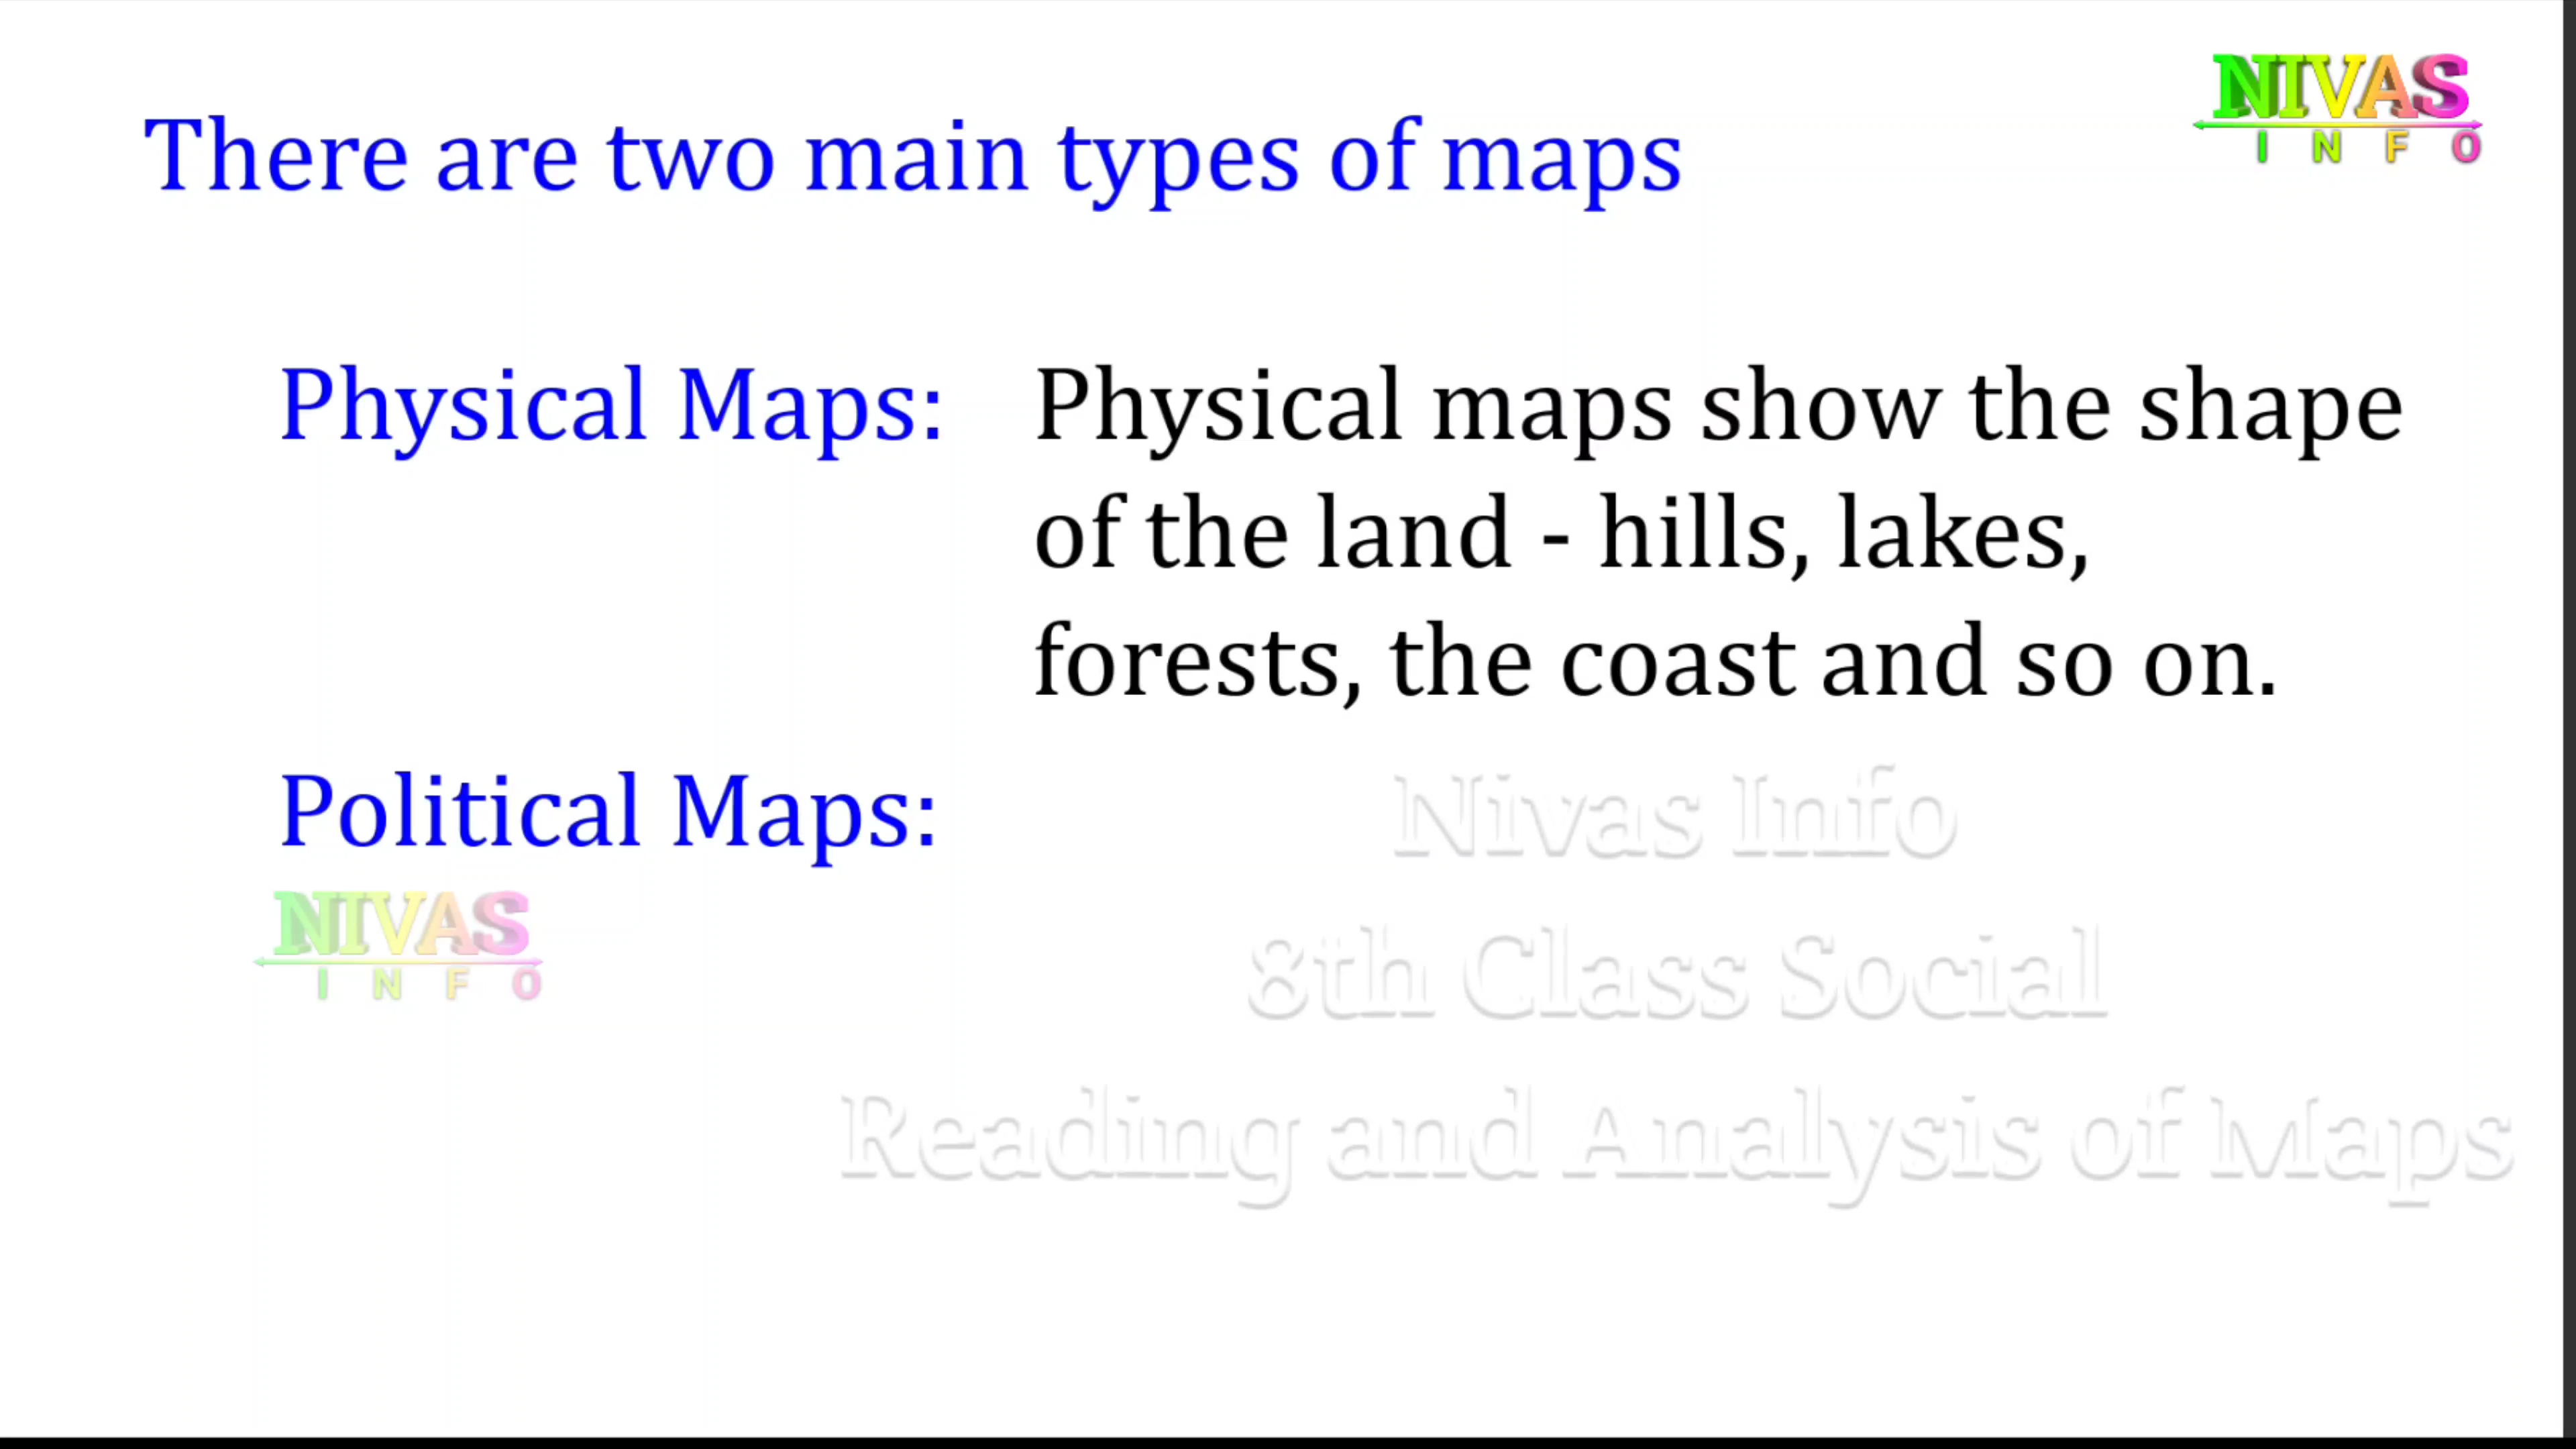 NIVAS
INFO
There are two main types of maps
Physical Maps: Physical maps show the shape
of the land - hills, lakes,
forests, the coast and so on.
Political Maps:
Nivas Info
NIVAS
INFO
8th Class Social
Reading and Analysis of Maps